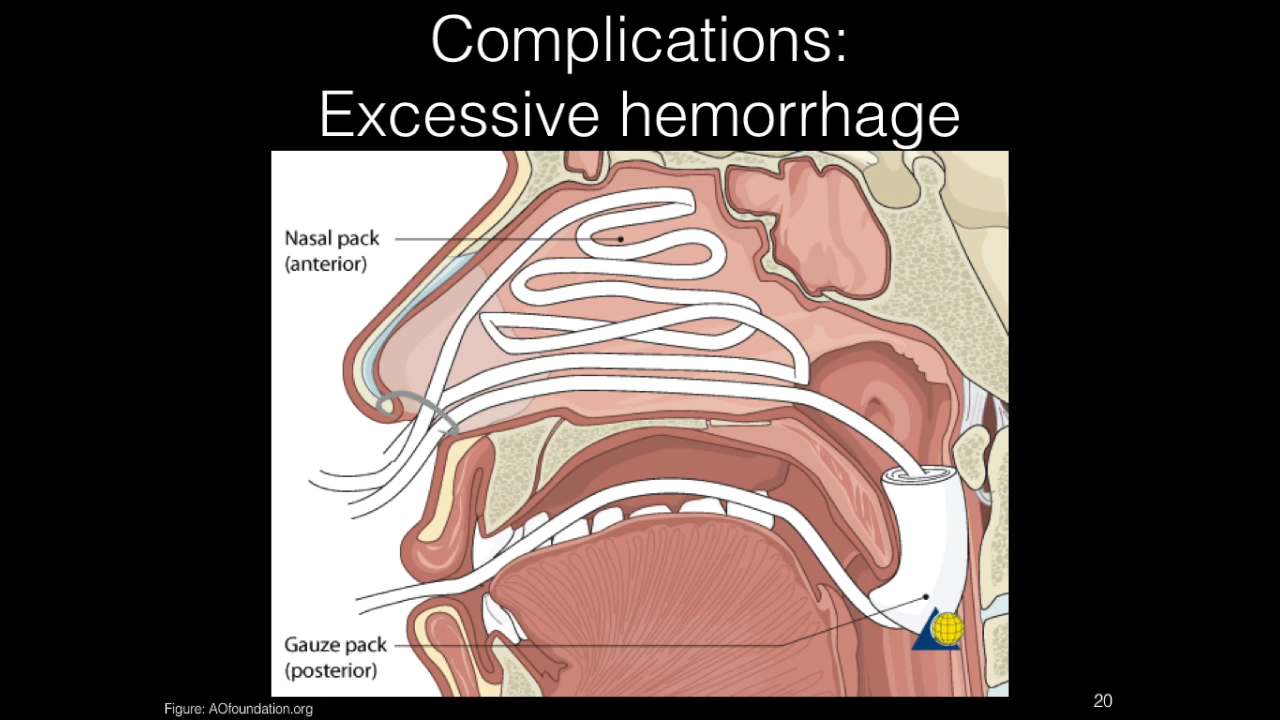 Complications:
Excessive hemorrhage
Nasal pack
(anterior)
Gauze pack
(posterior)
Figure: AOfoundation.org
20